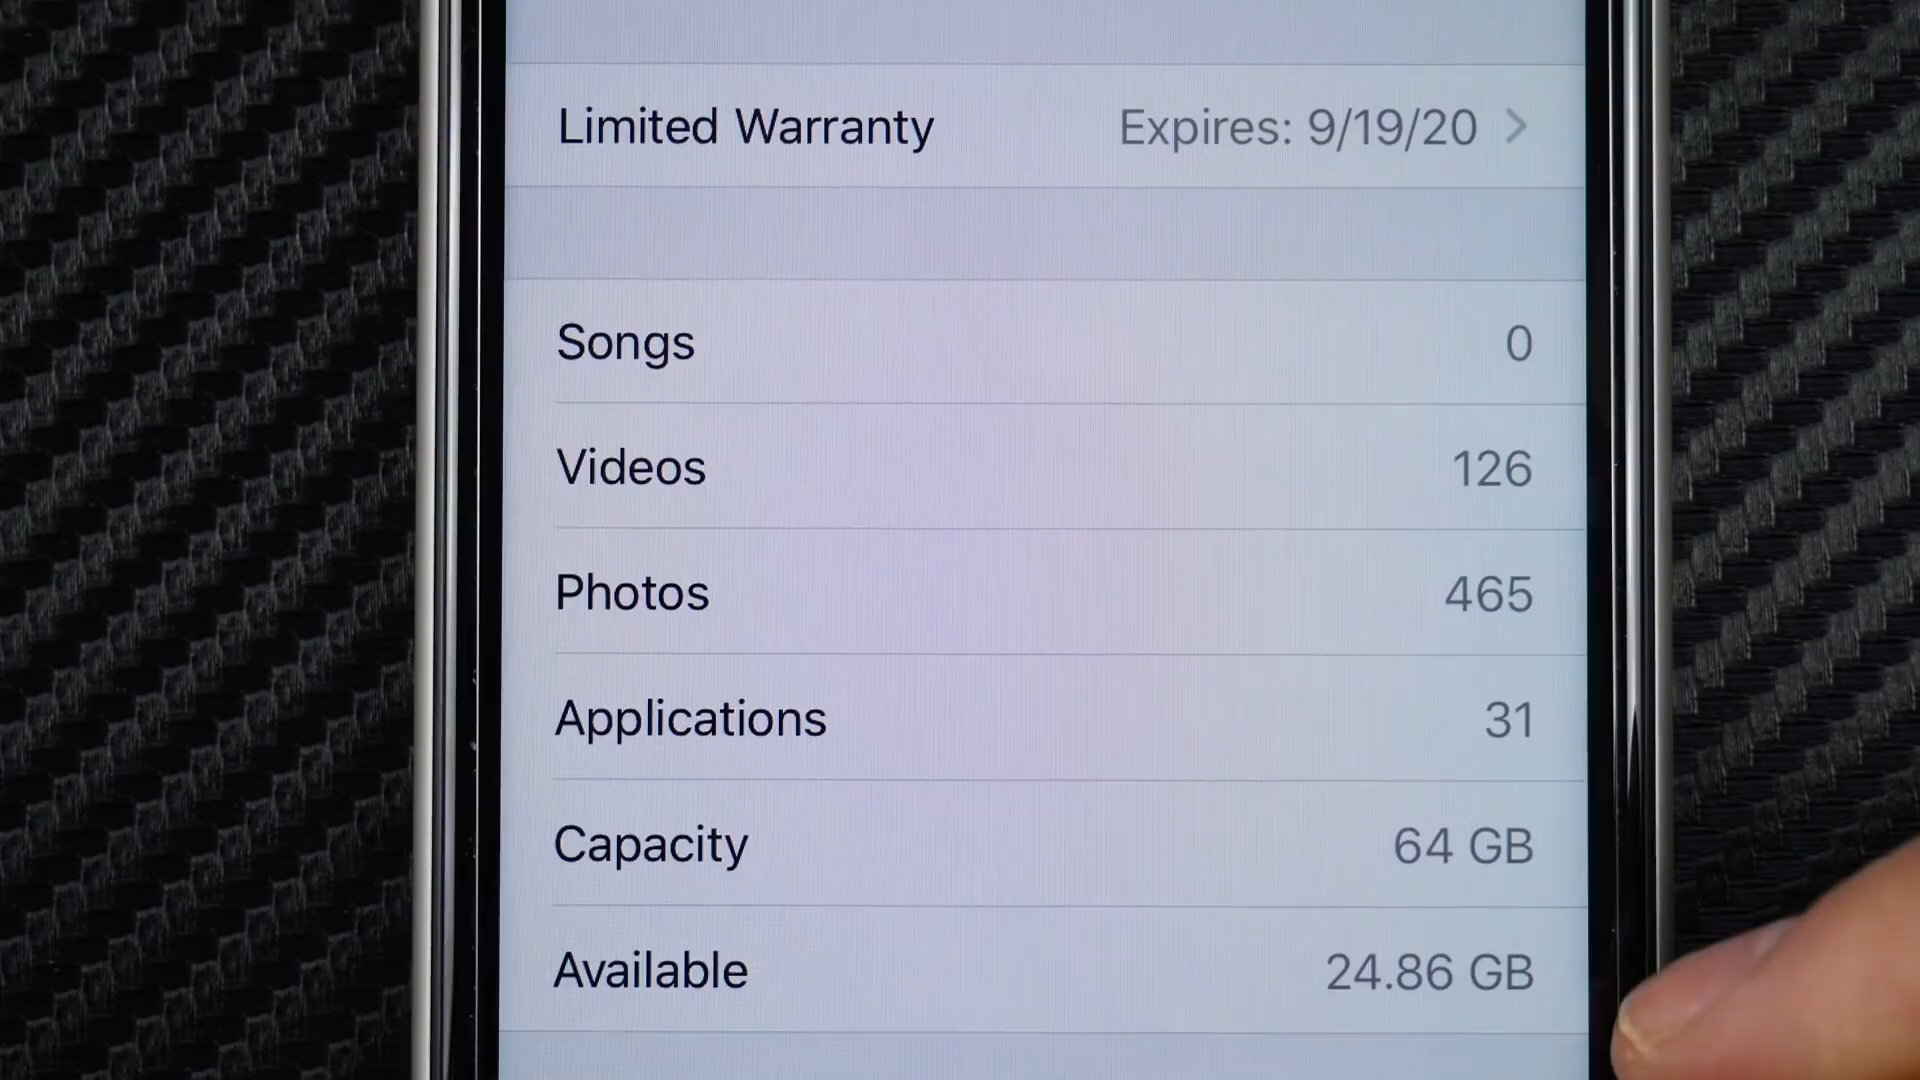 Limited Warranty Expires: 9/19/20
Songs 0
Videos 126
Photos 465
Applications 31
Capacity 64 GB
Available 24.86 GB